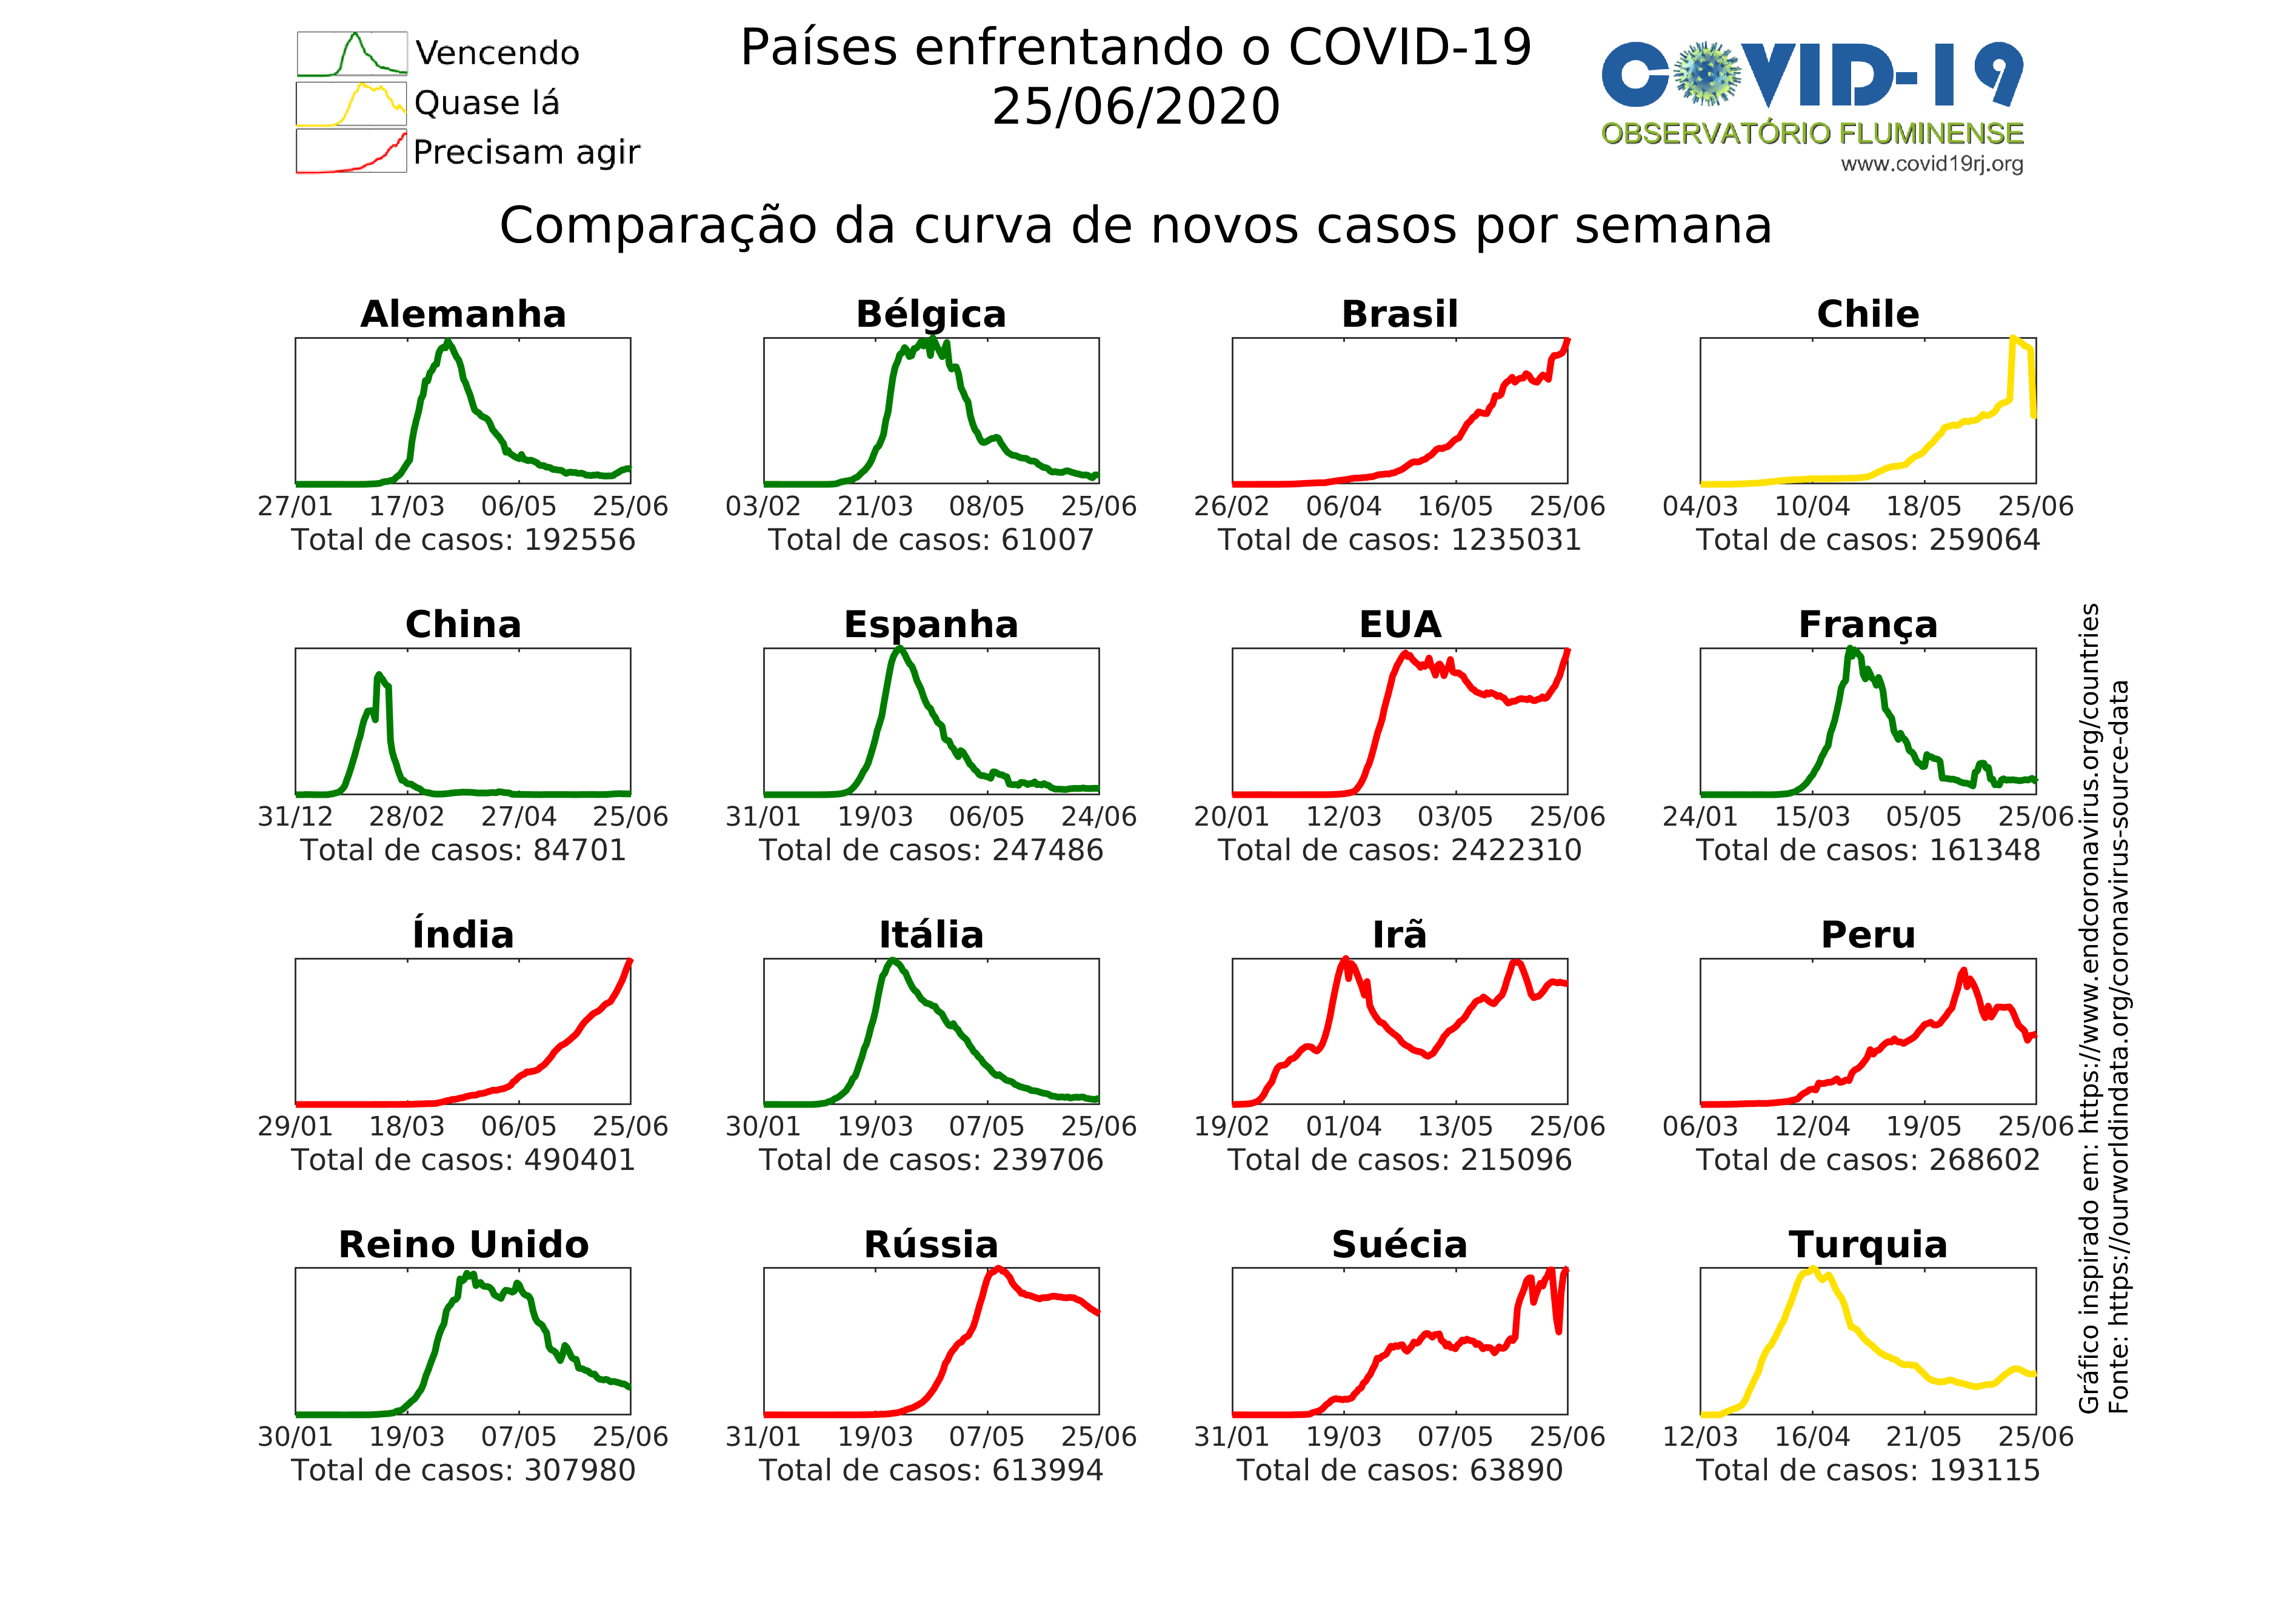 Vencendo
Quase lá
Precisam agir
Países enfrentando o COVID-19
25/06/2020
COVID-19
OBSERVATÓRIO FLUMINENSE
www.covid19rj.org
Comparação da curva de novos casos por semana
Alemanha
27/01 17/03 06/05 25/06
Total de casos: 192556
Bélgica
03/02 21/03 08/05 25/06
Total de casos: 61007
Brasil
26/02 06/04 16/05 25/06
Total de casos: 1235031
Chile
04/03 10/04 18/05 25/06
Total de casos: 259064
China
31/12 28/02 27/04 25/06
Total de casos: 84701
Espanha
31/01 19/03 06/05 24/06
Total de casos: 247486
EUA
20/01 12/03 03/05 25/06
Total de casos: 2422310
França
24/01 15/03 05/05 25/06
Total de casos: 161348
Índia
29/01 18/03 06/05 25/06
Total de casos: 490401
Itália
30/01 19/03 07/05 25/06
Total de casos: 239706
Irã
19/02 01/04 13/05 25/06
Total de casos: 215096
Peru
06/03 12/04 19/05 25/06
Total de casos: 268602
Reino Unido
30/01 19/03 07/05 25/06
Total de casos: 307980
Rússia
31/01 19/03 07/05 25/06
Total de casos: 613994
Suécia
31/01 19/03 07/05 25/06
Total de casos: 63890
Turquia
12/03 16/04 21/05 25/06
Total de casos: 193115
Gráfico inspirado em: https://www.endcoronavirus.org/countries
Fonte: https://ourworldindata.org/coronavirus-source-data